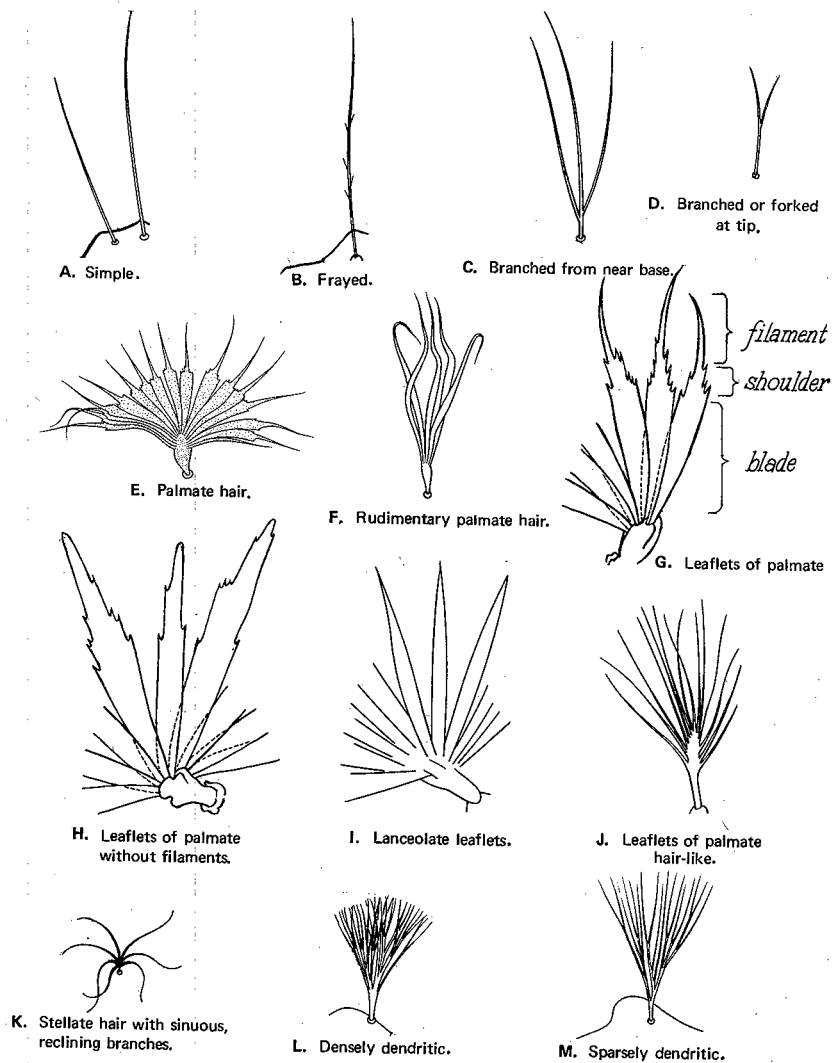 A. Simple.
B. Frayed.
C. Branched from near base.
D. Branched or forked
at tip.
E. Palmate hair.
F. Rudimentary palmate hair.
filament
shoulder
blade
G. Leaflets of palmate
H. Leaflets of palmate
without filaments.
I. Lanceolate leaflets.
J. Leaflets of palmate
hair-like.
K. Stellate hair with sinuous,
reclining branches.
L. Densely dendritic.
M. Sparsely dendritic.